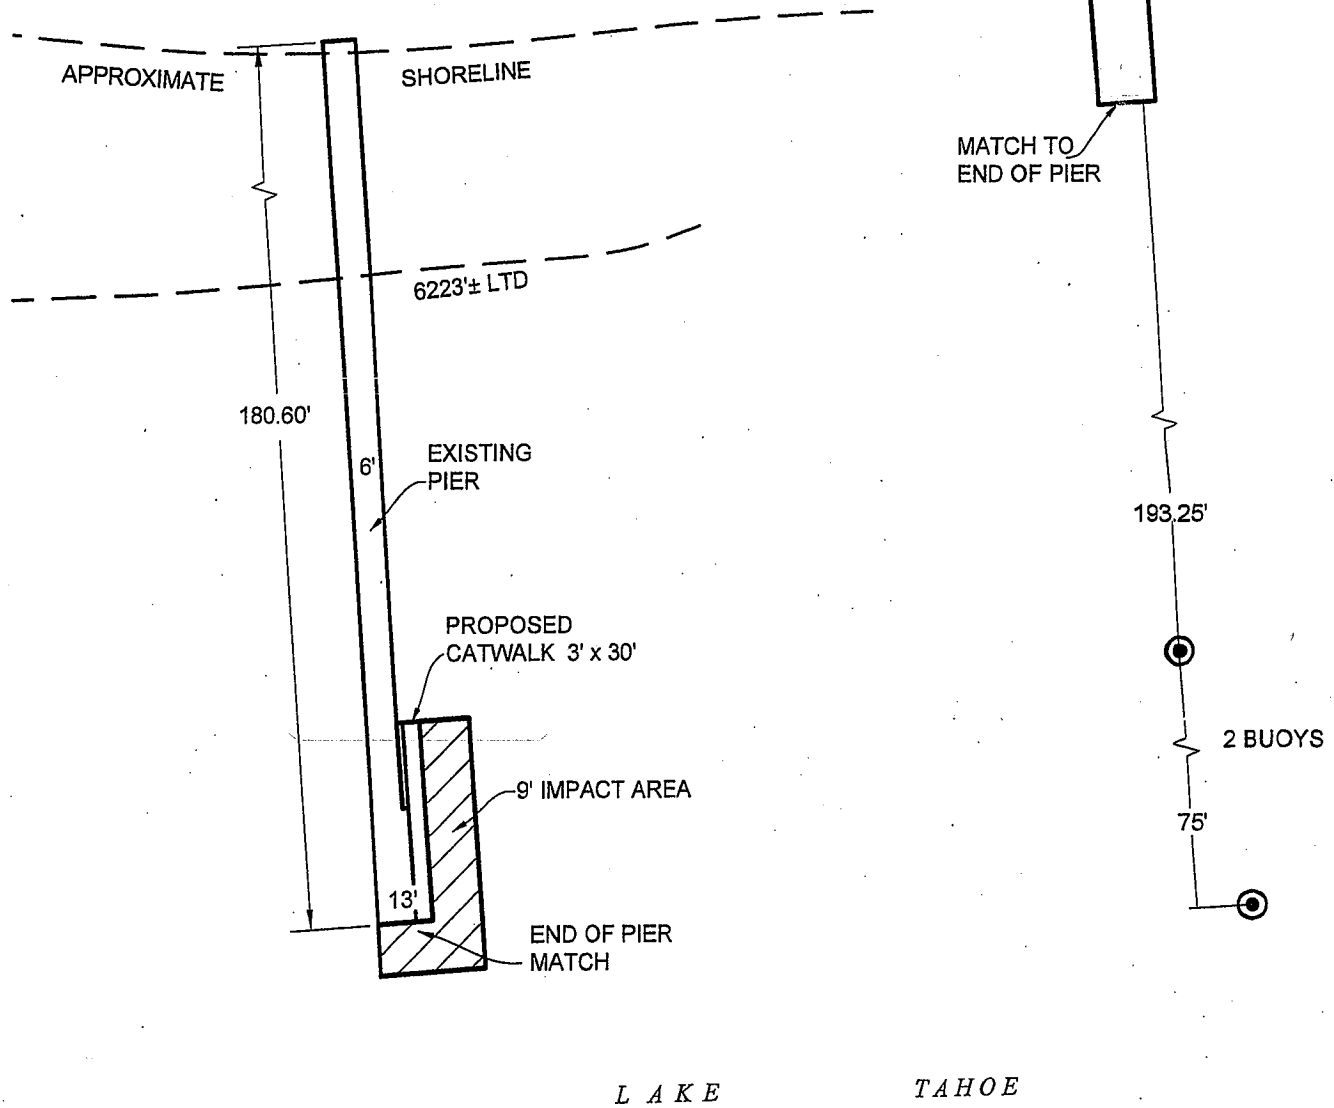 APPROXIMATE SHORELINE
MATCH TO
END OF PIER
6223'± LTD
180.60'
6'
EXISTING
PIER
193.25'
PROPOSED
CATWALK 3' x 30'
2 BUOYS
9' IMPACT AREA
75'
13'
END OF PIER
MATCH
LAKE TAHOE